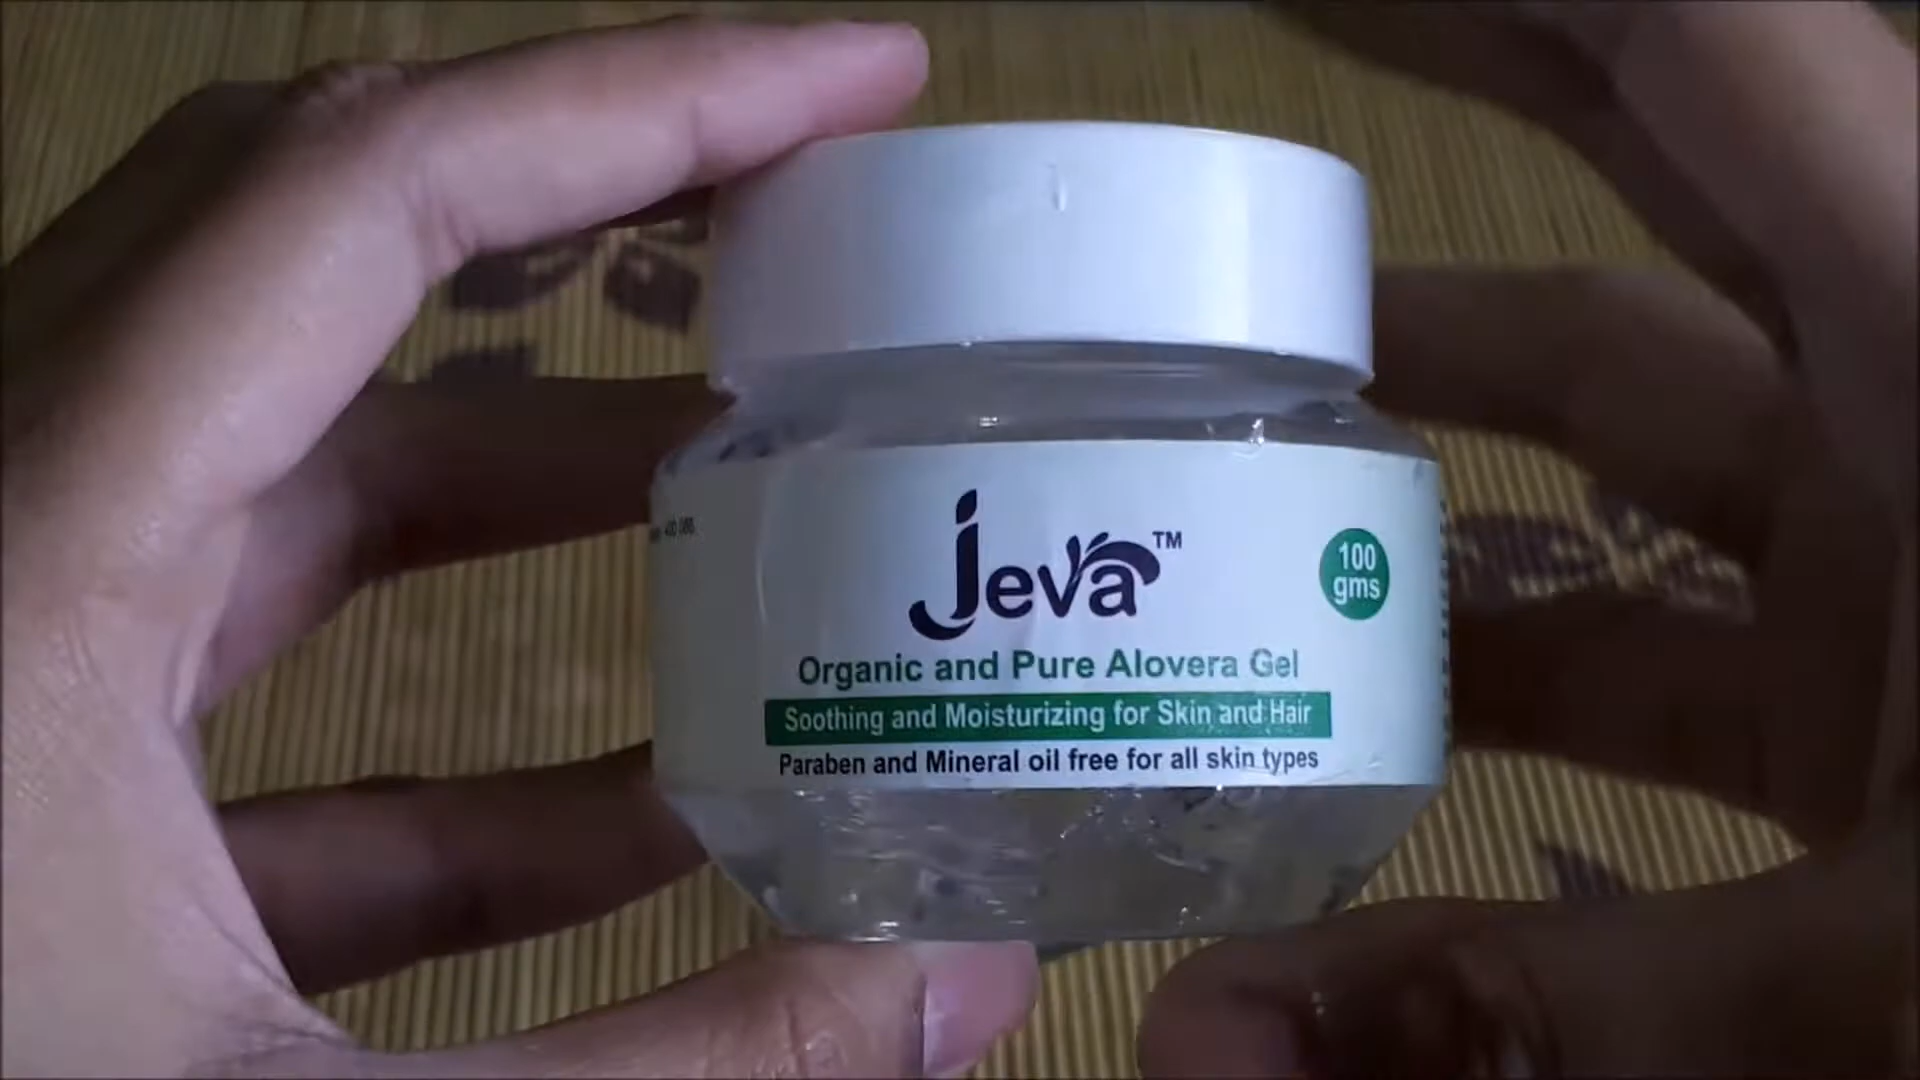 jeva™
100
gms
Organic and Pure Alovera Gel
Soothing and Moisturizing for Skin and Hair
Paraben and Mineral oil free for all skin types